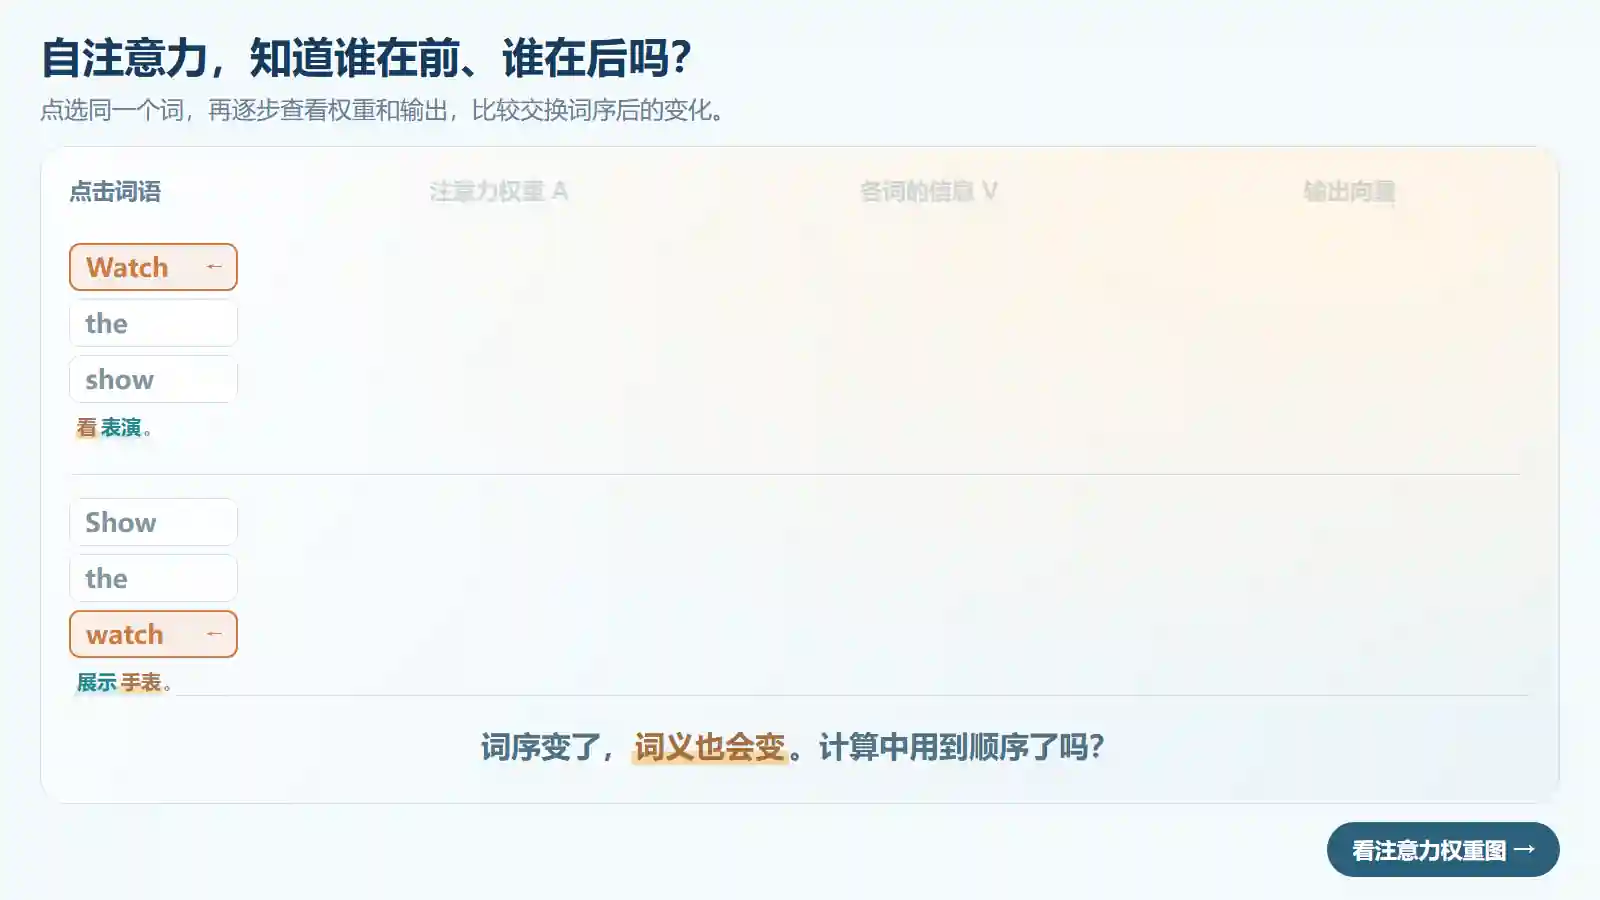 自注意力，知道谁在前、谁在后吗？
点选同一个词，再逐步查看权重和输出，比较交换词序后的变化。
点击词语 注意力权重 A 各词的信息 V 输出向量
Watch ←
the
show
看 表演。
Show
the
watch ←
展示 手表。
词序变了，词义也会变。计算中用到顺序了吗？
看注意力权重图 →